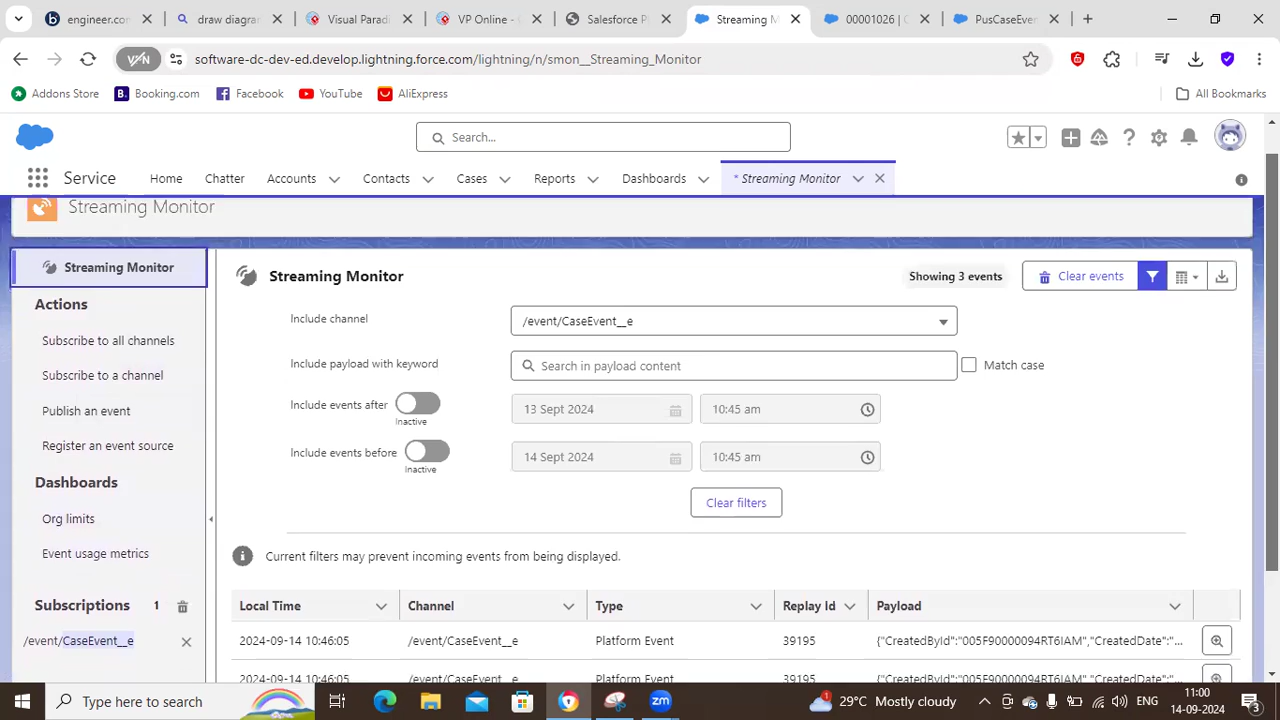 engineer.con
draw diagran
Visual Paradi
VP Online -
Salesforce P
Streaming M
00001026 | C
PusCaseEven
software-dc-dev-ed.develop.lightning.force.com/lightning/n/smon__Streaming_Monitor
Addons Store
Booking.com
Facebook
YouTube
AliExpress
All Bookmarks
Search...
Service
Home
Chatter
Accounts
Contacts
Cases
Reports
Dashboards
* Streaming Monitor
Streaming Monitor
Streaming Monitor
Actions
Subscribe to all channels
Subscribe to a channel
Publish an event
Register an event source
Dashboards
Org limits
Event usage metrics
Subscriptions 1
/event/CaseEvent__e
Streaming Monitor
Showing 3 events
Clear events
Include channel
/event/CaseEvent__e
Include payload with keyword
Search in payload content
Match case
Include events after
Inactive
13 Sept 2024
10:45 am
Include events before
Inactive
14 Sept 2024
10:45 am
Clear filters
Current filters may prevent incoming events from being displayed.
Local Time Channel Type Replay Id Payload
2024-09-14 10:46:05 /event/CaseEvent__e Platform Event 39195 {"CreatedById":"005F90000094RT6IAM","CreatedDate":"...
2024-09-14 10:46:05 /event/CaseEvent__e Platform Event 39195 {"CreatedById":"005F90000094RT6IAM","CreatedDate":"...
Type here to search
29°C Mostly cloudy
ENG
11:00
14-09-2024
3